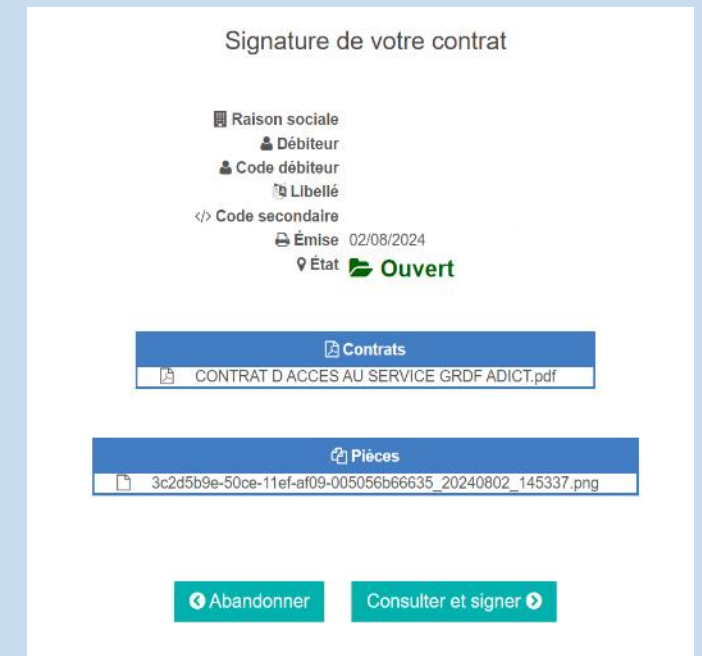 Signature de votre contrat
Raison sociale
Débiteur
Code débiteur
Libellé
</> Code secondaire
Émise 02/08/2024
État Ouvert
Contrats
CONTRAT D ACCES AU SERVICE GRDF ADICT.pdf
Pièces
3c2d5b9e-50ce-11ef-af09-005056b66635_20240802_145337.png
Abandonner Consulter et signer